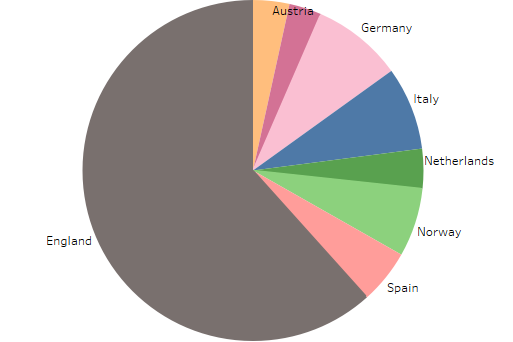 Austria
Germany
Italy
Netherlands
Norway
England
Spain